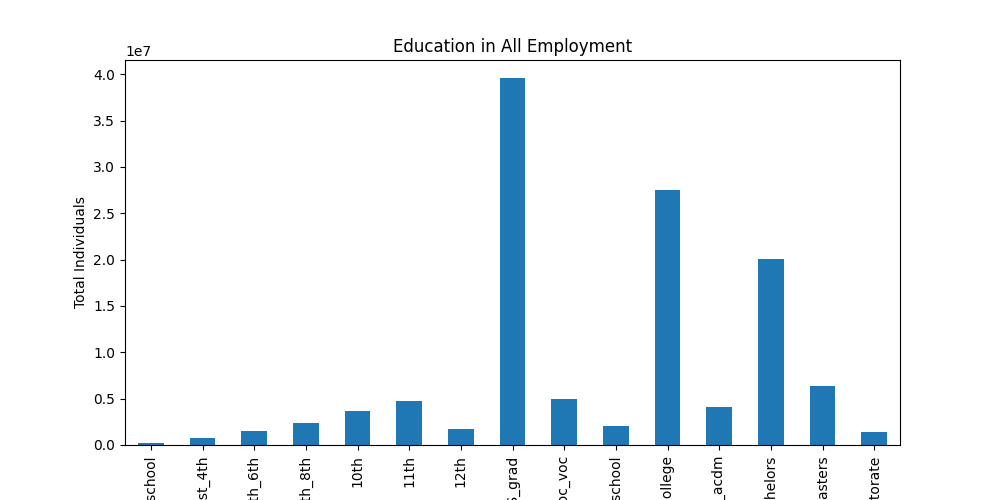 Education in All Employment
1e7
Total Individuals
4.0
3.5
3.0
2.5
2.0
1.5
1.0
0.5
0.0
school
st_4th
th_6th
th_8th
10th
11th
12th
S_grad
oc_voc
school
ollege
_acdm
helors
asters
torate